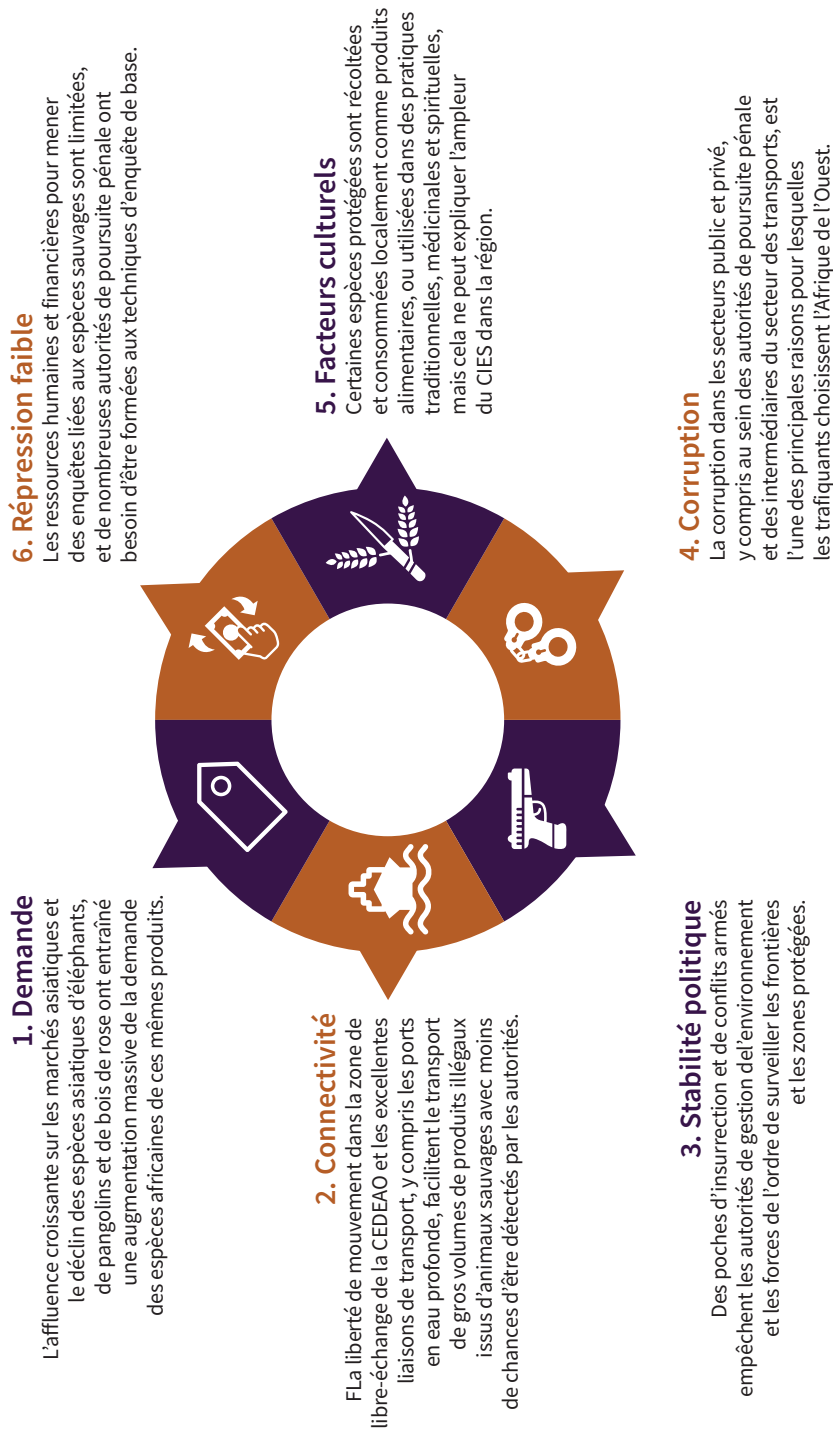 1. Demande
L’affluence croissante sur les marchés asiatiques et
le déclin des espèces asiatiques d’éléphants,
de pangolins et de bois de rose ont entraîné
une augmentation massive de la demande
des espèces africaines de ces mêmes produits.
2. Connectivité
FLa liberté de mouvement dans la zone de
libre-échange de la CEDEAO et les excellentes
liaisons de transport, y compris les ports
en eau profonde, facilitent le transport
de gros volumes de produits illégaux
issus d’animaux sauvages avec moins
de chances d’être détectés par les autorités.
3. Stabilité politique
Des poches d’insurrection et de conflits armés
empêchent les autorités de gestion del’environnement
et les forces de l’ordre de surveiller les frontières
et les zones protégées.
4. Corruption
La corruption dans les secteurs public et privé,
y compris au sein des autorités de poursuite pénale
et des intermédiaires du secteur des transports, est
l’une des principales raisons pour lesquelles
les trafiquants choisissent l’Afrique de l’Ouest.
5. Facteurs culturels
Certaines espèces protégées sont récoltées
et consommées localement comme produits
alimentaires, ou utilisées dans des pratiques
traditionnelles, médicinales et spirituelles,
mais cela ne peut expliquer l’ampleur
du CIES dans la région.
6. Répression faible
Les ressources humaines et financières pour mener
des enquêtes liées aux espèces sauvages sont limitées,
et de nombreuses autorités de poursuite pénale ont
besoin d’être formées aux techniques d’enquête de base.